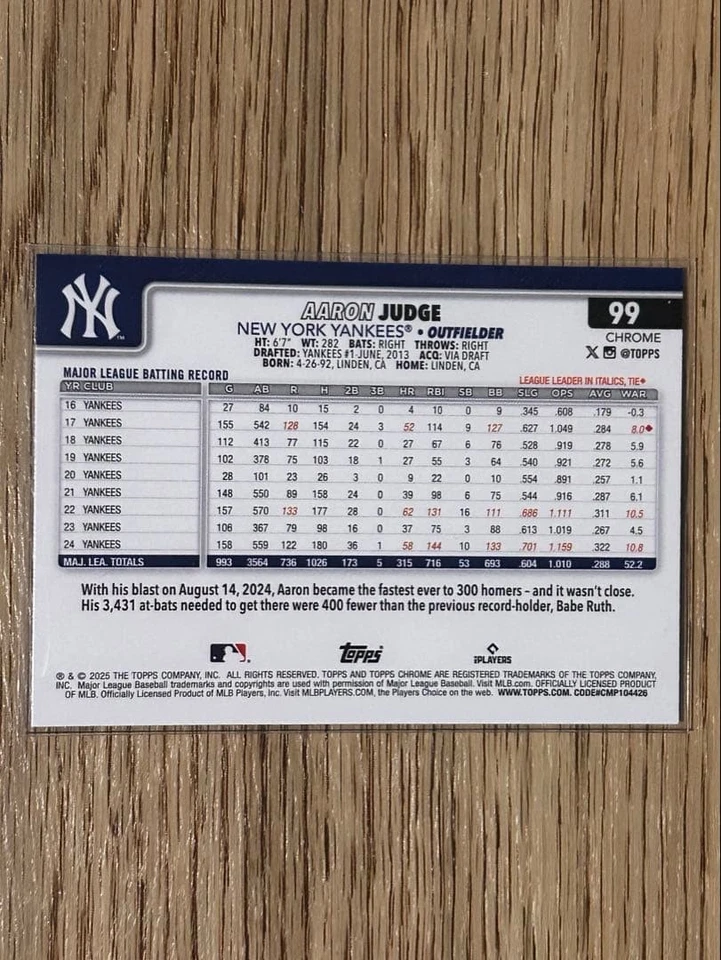 NY
TM
AARON JUDGE
99
NEW YORK YANKEES® • OUTFIELDER
CHROME
HT: 6'7" WT: 282 BATS: RIGHT THROWS: RIGHT
X @TOPPS
DRAFTED: YANKEES #1-JUNE, 2013 ACQ: VIA DRAFT
BORN: 4-26-92, LINDEN, CA HOME: LINDEN, CA
MAJOR LEAGUE BATTING RECORD
LEAGUE LEADER IN ITALICS, TIE◆
YR CLUB G AB R H 2B 3B HR RBI SB BB SLG OPS AVG WAR
16 YANKEES 27 84 10 15 2 0 4 10 0 9 .345 .608 .179 -0.3
17 YANKEES 155 542 128 154 24 3 52 114 9 127 .627 1.049 .284 8.0◆
18 YANKEES 112 413 77 115 22 0 27 67 6 76 .528 .919 .278 5.9
19 YANKEES 102 378 75 103 18 1 27 55 3 64 .540 .921 .272 5.6
20 YANKEES 28 101 23 26 3 0 9 22 0 10 .554 .891 .257 1.1
21 YANKEES 148 550 89 158 24 0 39 98 6 75 .544 .916 .287 6.1
22 YANKEES 157 570 133 177 28 0 62 131 16 111 .686 1.111 .311 10.5
23 YANKEES 106 367 79 98 16 0 37 75 3 88 .613 1.019 .267 4.5
24 YANKEES 158 559 122 180 36 1 58 144 10 133 .701 1.159 .322 10.8
MAJ. LEA. TOTALS 993 3564 736 1026 173 5 315 716 53 693 .604 1.010 .288 52.2
With his blast on August 14, 2024, Aaron became the fastest ever to 300 homers – and it wasn't close.
His 3,431 at-bats needed to get there were 400 fewer than the previous record-holder, Babe Ruth.
Topps
PLAYERS
® & © 2025 THE TOPPS COMPANY, INC. ALL RIGHTS RESERVED. TOPPS AND TOPPS CHROME ARE REGISTERED TRADEMARKS OF THE TOPPS COMPANY,
INC. Major League Baseball trademarks and copyrights are used with permission of Major League Baseball. Visit MLB.com. OFFICIALLY LICENSED PRODUCT
OF MLB. Officially Licensed Product of MLB Players, Inc. Visit MLBPLAYERS.COM, the Players Choice on the web. WWW.TOPPS.COM. CODE#CMP104426